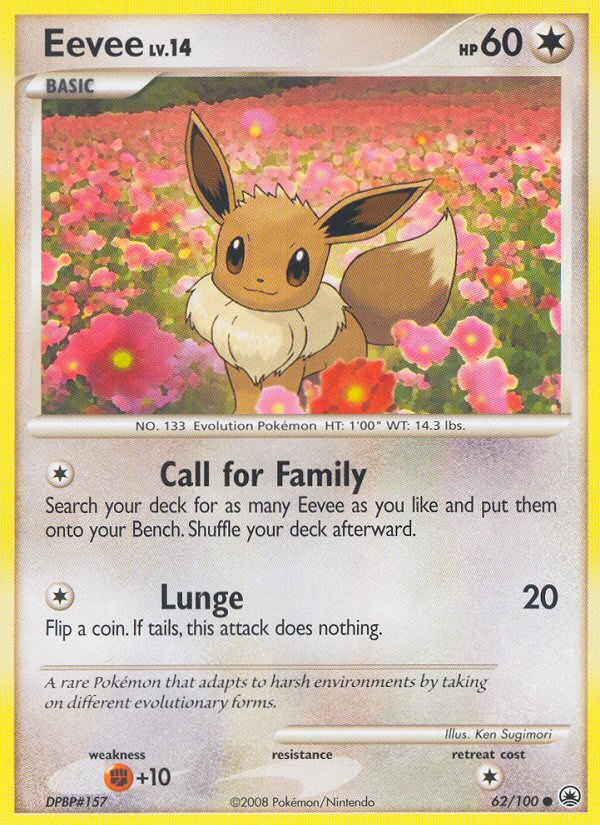 Eevee LV.14
HP 60
BASIC
NO. 133 Evolution Pokémon HT: 1'00" WT: 14.3 lbs.
Call for Family
Search your deck for as many Eevee as you like and put them
onto your Bench. Shuffle your deck afterward.
Lunge 20
Flip a coin. If tails, this attack does nothing.
A rare Pokémon that adapts to harsh environments by taking
on different evolutionary forms.
Illus. Ken Sugimori
weakness resistance retreat cost
+10
DPBP#157 ©2008 Pokémon/Nintendo 62/100